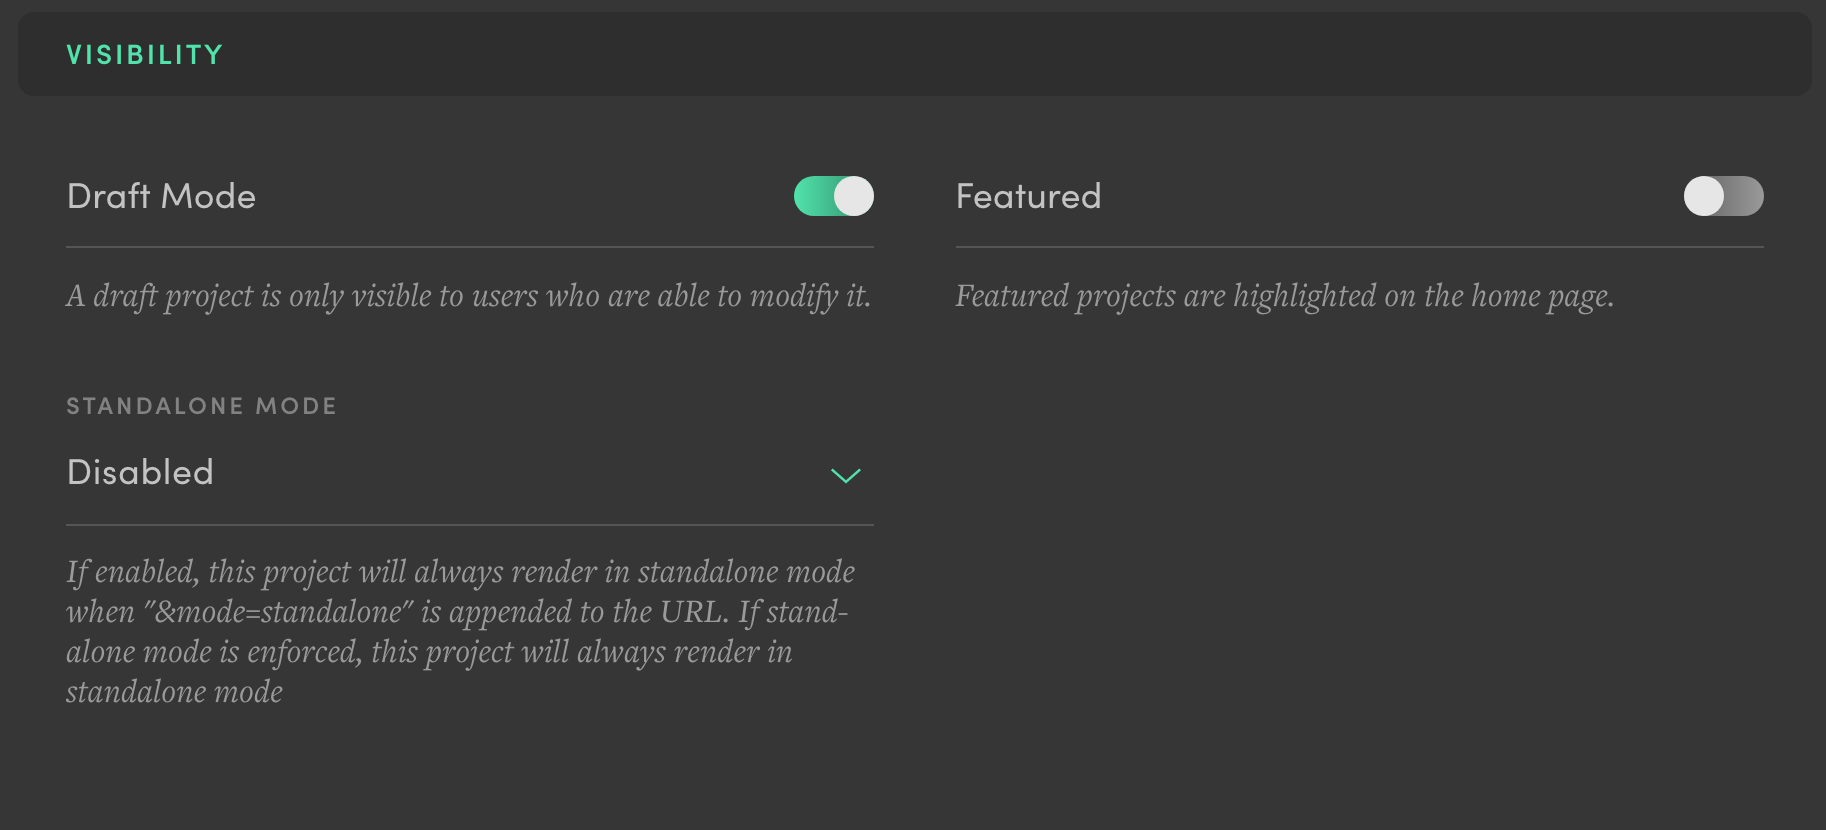 VISIBILITY
Draft Mode
Featured
A draft project is only visible to users who are able to modify it.
Featured projects are highlighted on the home page.
STANDALONE MODE
Disabled
If enabled, this project will always render in standalone mode
when "&mode=standalone" is appended to the URL. If stand-
alone mode is enforced, this project will always render in
standalone mode